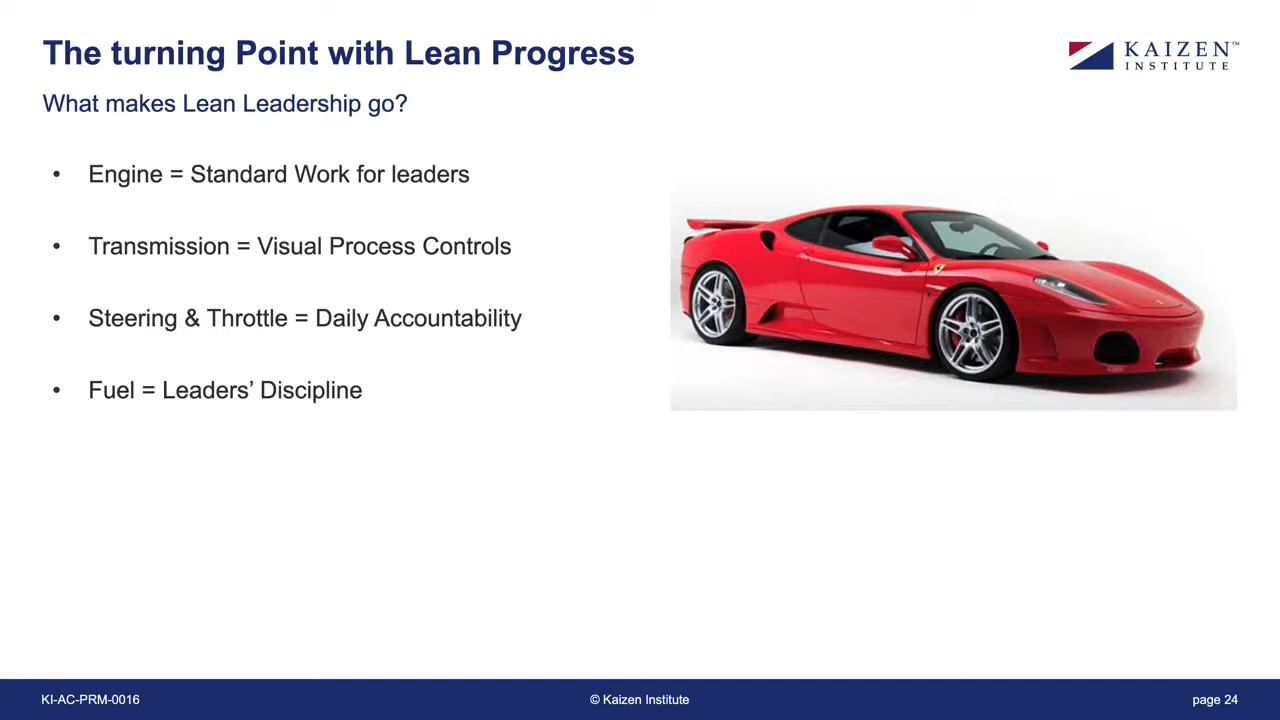 The turning Point with Lean Progress
KAIZEN™
INSTITUTE
What makes Lean Leadership go?
• Engine = Standard Work for leaders
• Transmission = Visual Process Controls
• Steering & Throttle = Daily Accountability
• Fuel = Leaders’ Discipline
KI-AC-PRM-0016
© Kaizen Institute
page 24